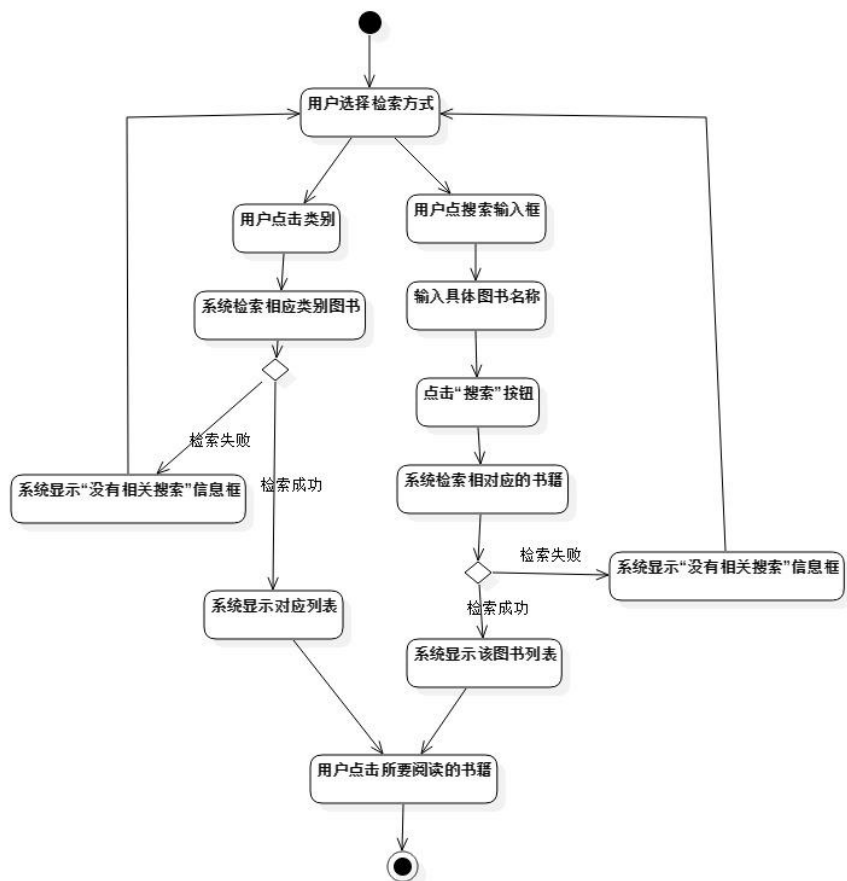 用户选择检索方式
用户点击类别
用户点搜索输入框
系统检索相应类别图书
输入具体图书名称
点击“搜索”按钮
检索失败
系统检索相对应的书籍
检索成功
系统显示“没有相关搜索”信息框
检索失败
系统显示“没有相关搜索”信息框
系统显示对应列表
检索成功
系统显示该图书列表
用户点击所要阅读的书籍